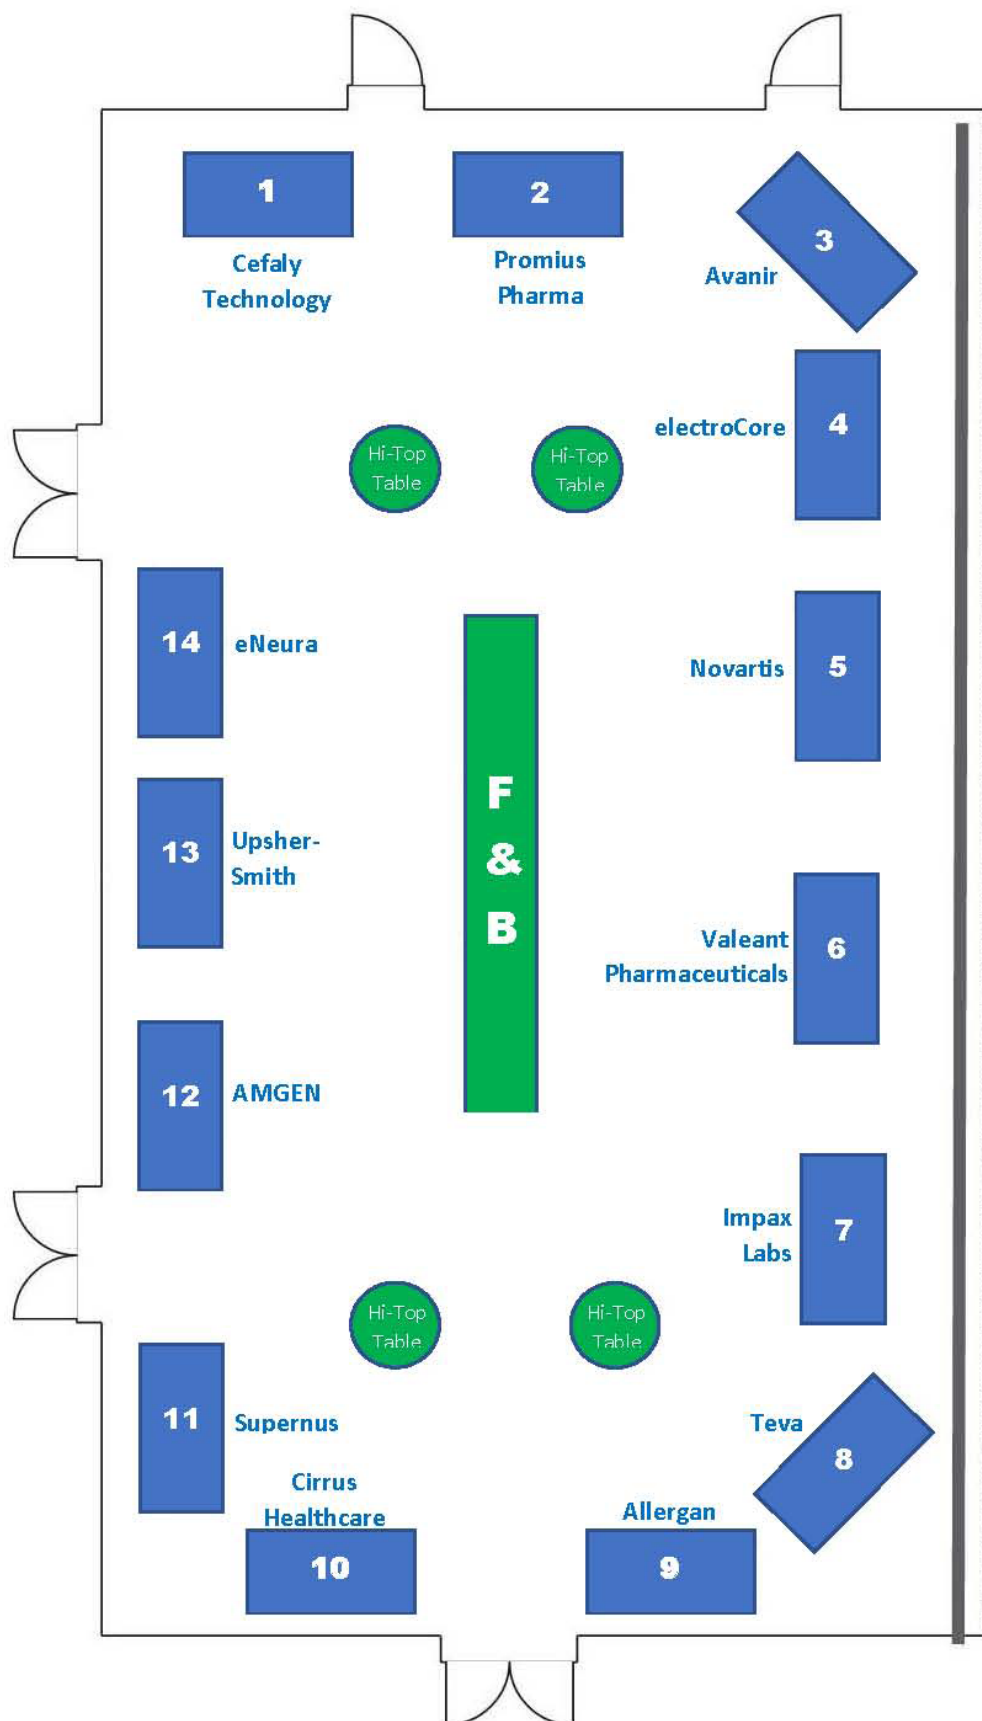 1
Cefaly
Technology
2
Promius
Pharma
3
Avanir
4
electroCore
Hi-Top
Table
Hi-Top
Table
14
eNeura
5
Novartis
F
&
B
13
Upsher-
Smith
6
Valeant
Pharmaceuticals
12
AMGEN
7
Impax
Labs
Hi-Top
Table
Hi-Top
Table
11
Supernus
8
Teva
Cirrus
Healthcare
10
Allergan
9